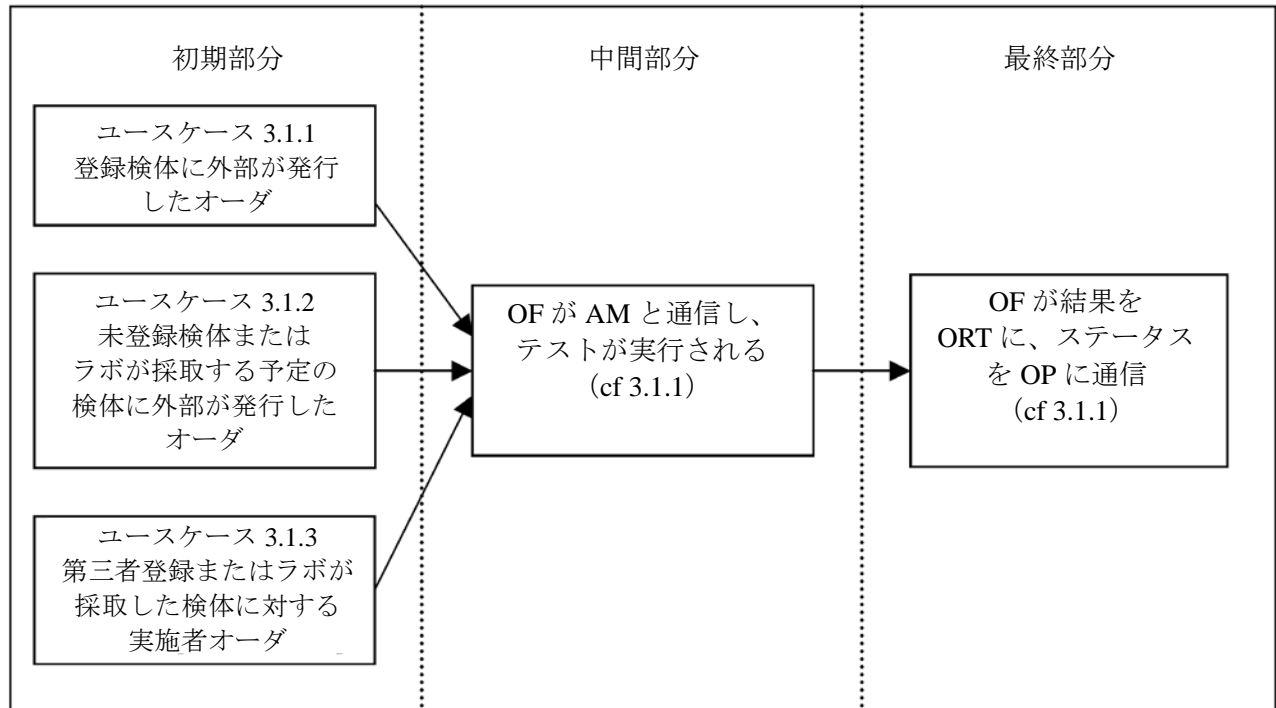 初期部分
中間部分
最終部分
ユースケース 3.1.1
登録検体に外部が発行
したオーダ
ユースケース 3.1.2
未登録検体または
ラボが採取する予定の
検体に外部が発行した
オーダ
ユースケース 3.1.3
第三者登録またはラボが
採取した検体に対する
実施者オーダ
OF が AM と通信し、
テストが実行される
（cf 3.1.1）
OF が結果を
ORT に、ステータス
を OP に通信
（cf 3.1.1）